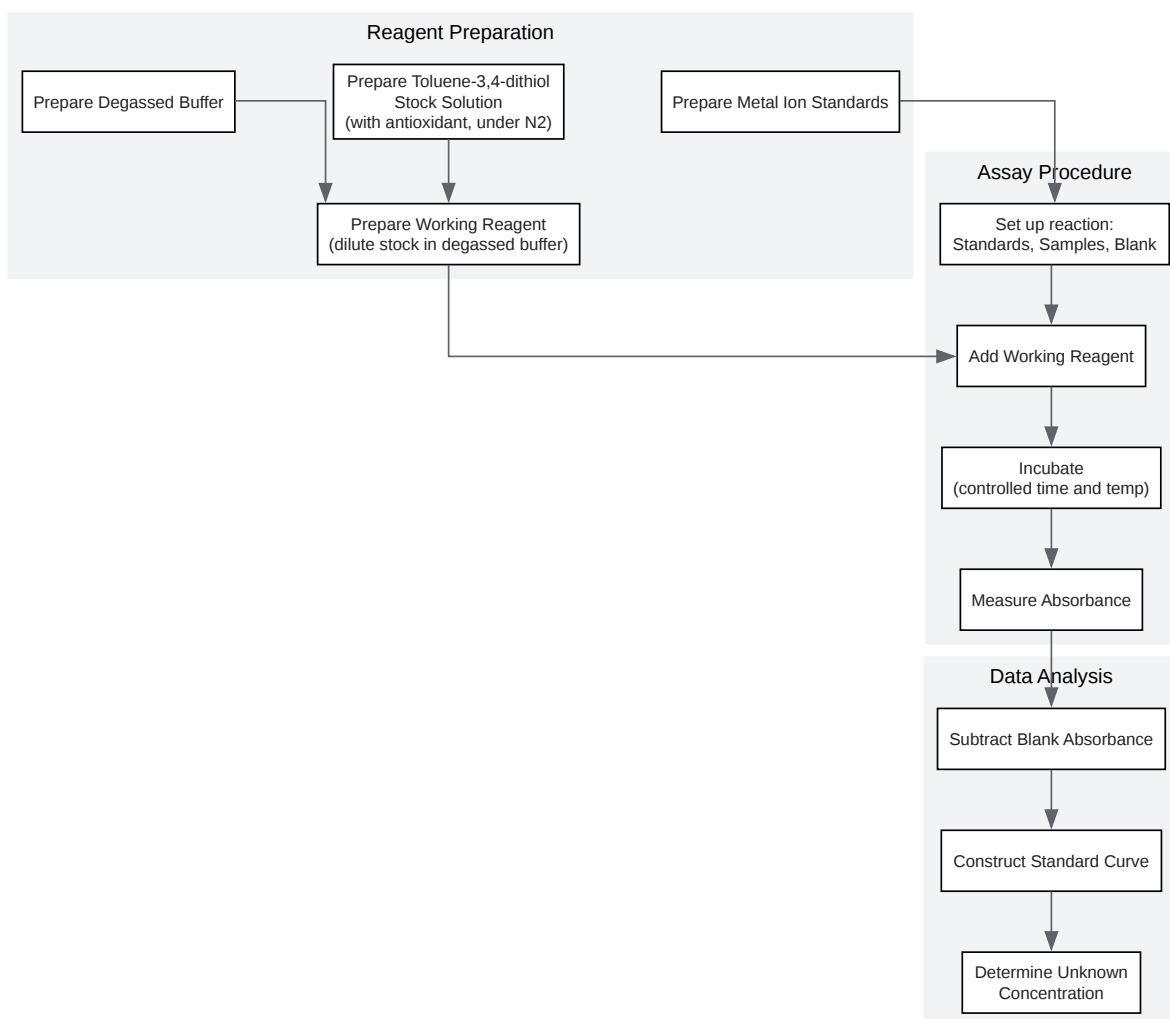 Reagent Preparation
Prepare Degassed Buffer
Prepare Toluene-3,4-dithiol
Stock Solution
(with antioxidant, under N2)
Prepare Metal Ion Standards
Prepare Working Reagent
(dilute stock in degassed buffer)
Assay Procedure
Set up reaction:
Standards, Samples, Blank
Add Working Reagent
Incubate
(controlled time and temp)
Measure Absorbance
Data Analysis
Subtract Blank Absorbance
Construct Standard Curve
Determine Unknown
Concentration